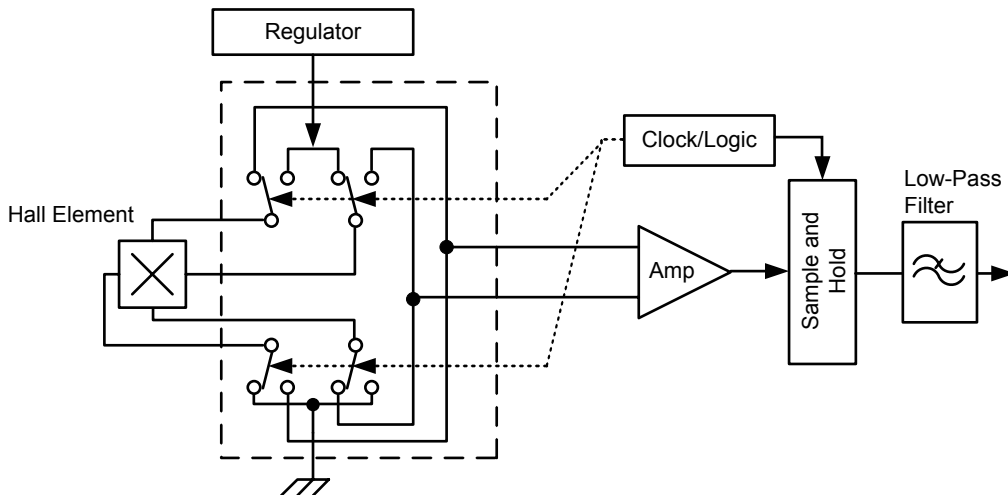 Regulator
Clock/Logic
Low-Pass
Filter
Hall Element
Amp
Sample and
Hold